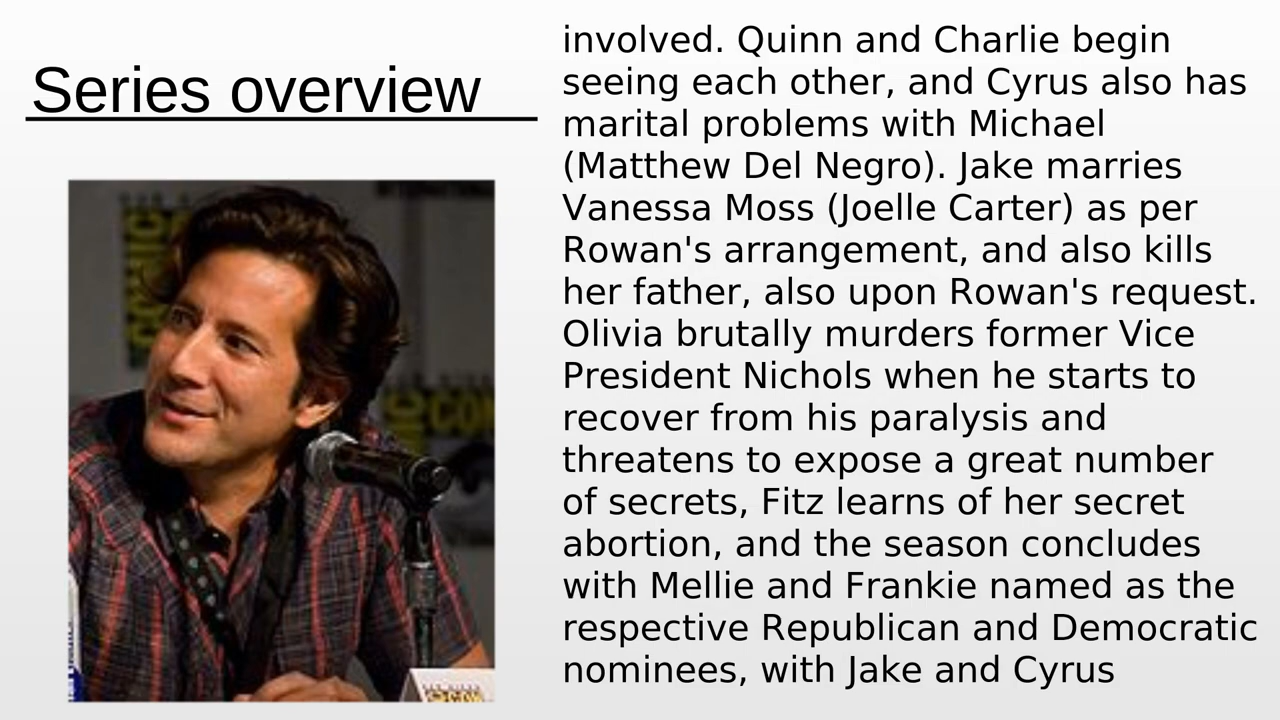 Series overview
involved. Quinn and Charlie begin
seeing each other, and Cyrus also has
marital problems with Michael
(Matthew Del Negro). Jake marries
Vanessa Moss (Joelle Carter) as per
Rowan's arrangement, and also kills
her father, also upon Rowan's request.
Olivia brutally murders former Vice
President Nichols when he starts to
recover from his paralysis and
threatens to expose a great number
of secrets, Fitz learns of her secret
abortion, and the season concludes
with Mellie and Frankie named as the
respective Republican and Democratic
nominees, with Jake and Cyrus